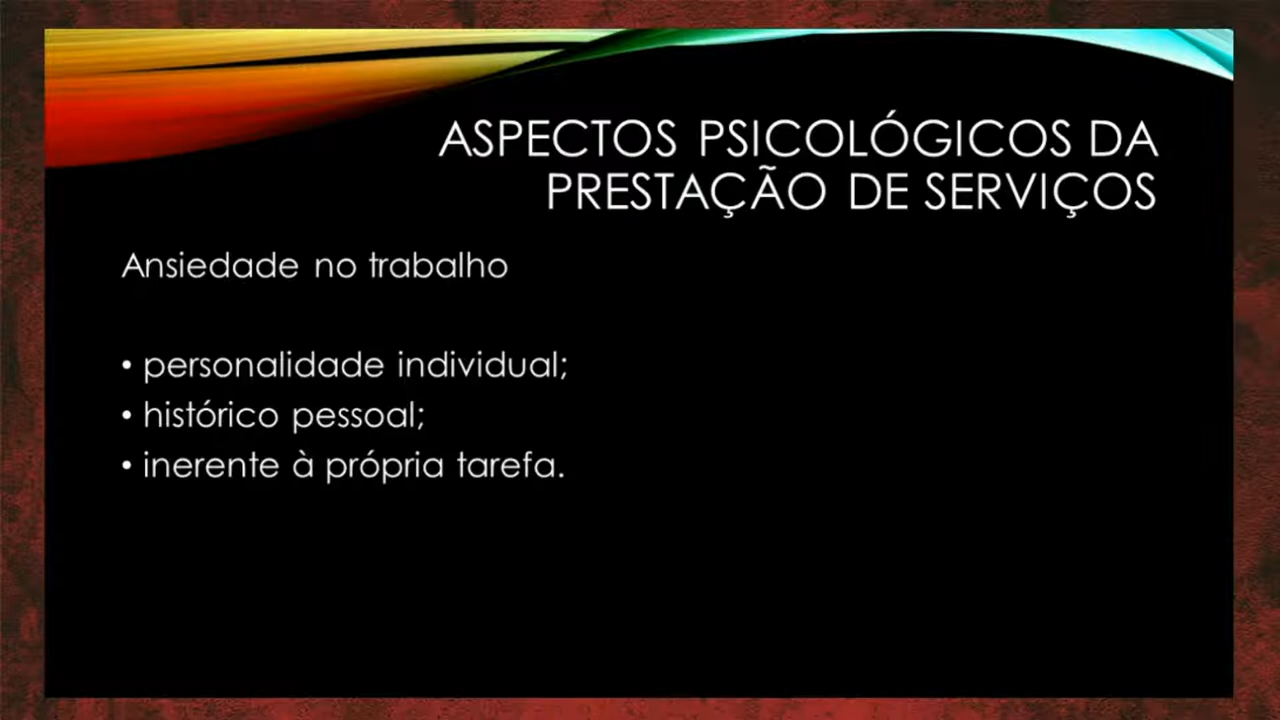 ASPECTOS PSICOLÓGICOS DA
PRESTAÇÃO DE SERVIÇOS
Ansiedade no trabalho
• personalidade individual;
• histórico pessoal;
• inerente à própria tarefa.